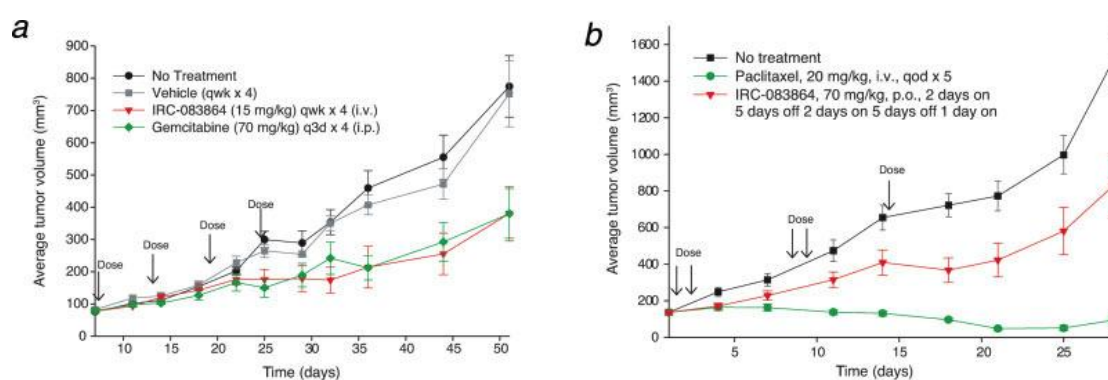 a
900
800
700
600
500
400
300
200
100
0
Average tumor volume (mm³)
No Treatment
Vehicle (qwk x 4)
IRC-083864 (15 mg/kg) qwk x 4 (i.v.)
Gemcitabine (70 mg/kg) q3d x 4 (i.p.)
Dose
Dose
Dose
Dose
10 15 20 25 30 35 40 45 50
Time (days)
b
1600
1400
1200
1000
800
600
400
200
0
Average tumor volume (mm³)
No treatment
Paclitaxel, 20 mg/kg, i.v., qod x 5
IRC-083864, 70 mg/kg, p.o., 2 days on
5 days off 2 days on 5 days off 1 day on
Dose
Dose
Dose
5 10 15 20 25
Time (days)